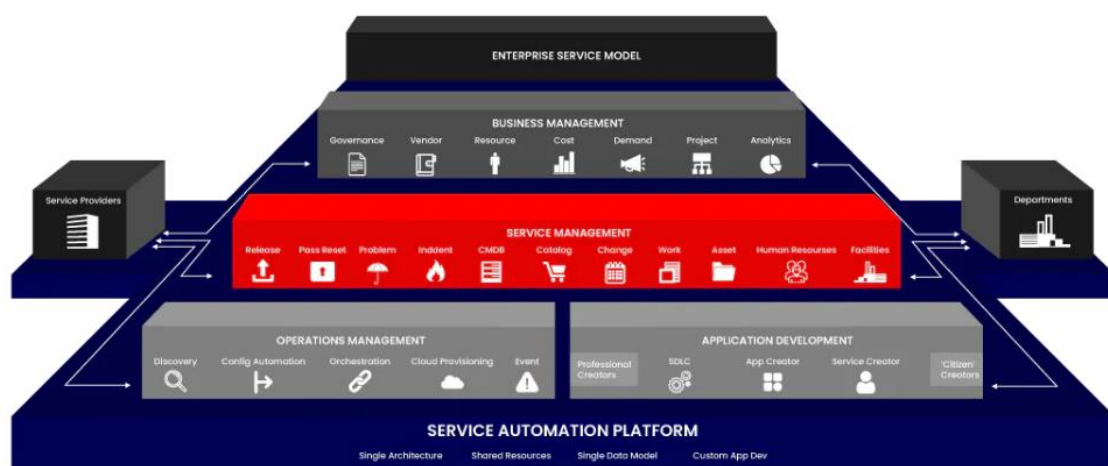 ENTERPRISE SERVICE MODEL
BUSINESS MANAGEMENT
Governance Vendor Resource Cost Demand Project Analytics
Service Providers
Departments
SERVICE MANAGEMENT
Release Pass Reset Problem Inddent CMDB Catalog Change Work Asset Human Resourses Facilities
OPERATIONS MANAGEMENT
Discovery Config Automation Orchestration Cloud Provisioning Event
APPLICATION DEVELOPMENT
Professional Creators SDLC App Creator Service Creator 'Citizen' Creators
SERVICE AUTOMATION PLATFORM
Single Architecture Shared Resources Single Data Model Custom App Dev